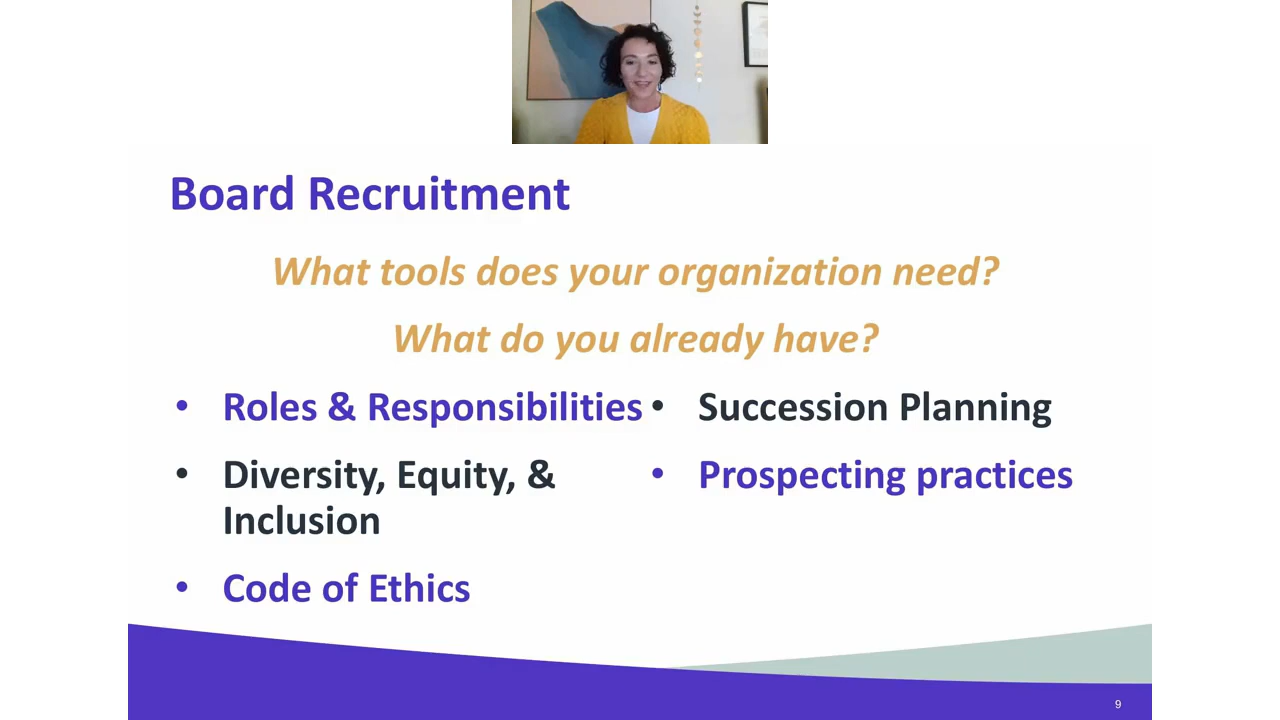 Board Recruitment
What tools does your organization need?
What do you already have?
• Roles & Responsibilities
• Diversity, Equity, &
Inclusion
• Code of Ethics
• Succession Planning
• Prospecting practices
9